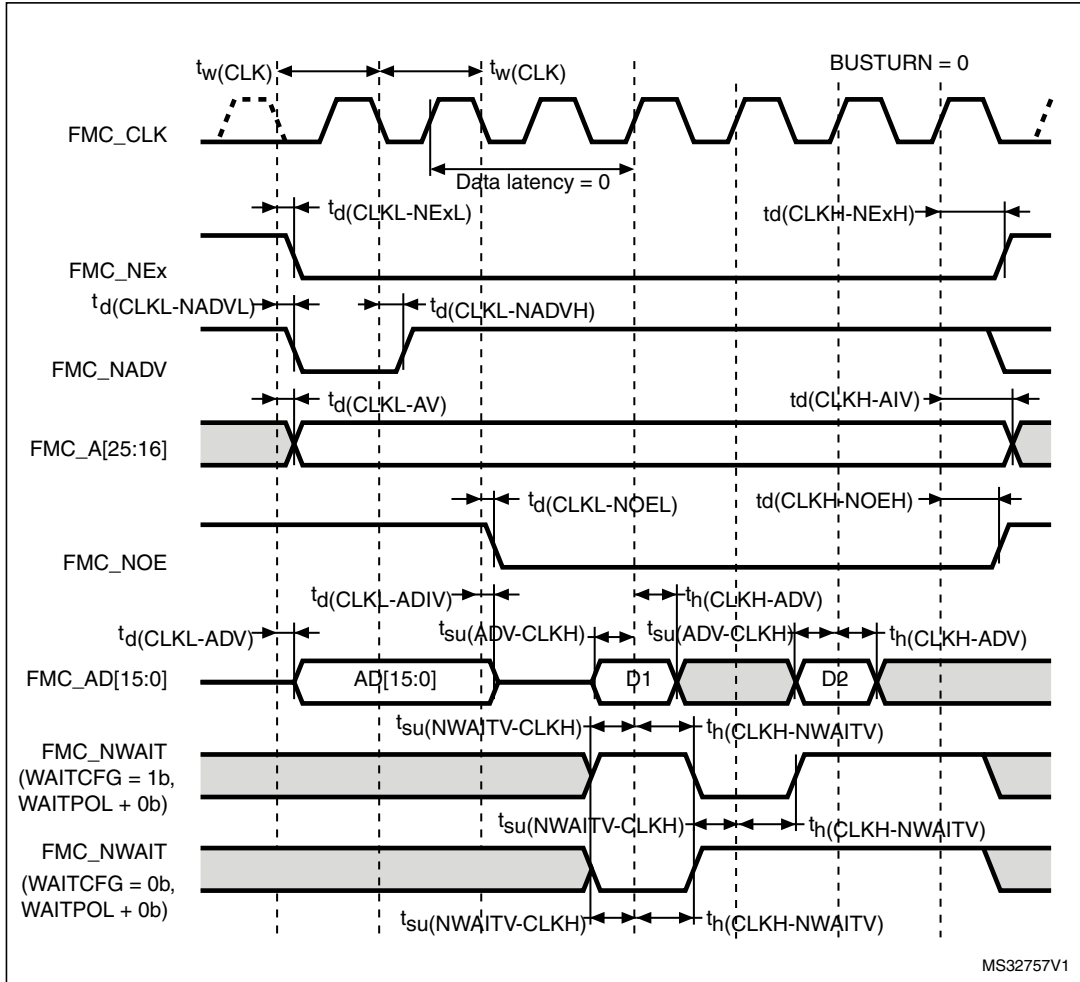 tw(CLK) tw(CLK) BUSTURN = 0
FMC_CLK
Data latency = 0
td(CLKL-NExL) td(CLKH-NExH)
FMC_NEx
td(CLKL-NADVL) td(CLKL-NADVH)
FMC_NADV
td(CLKL-AV) td(CLKH-AIV)
FMC_A[25:16]
td(CLKL-NOEL) td(CLKH-NOEH)
FMC_NOE
td(CLKL-ADIV) th(CLKH-ADV)
td(CLKL-ADV) tsu(ADV-CLKH) tsu(ADV-CLKH) th(CLKH-ADV)
FMC_AD[15:0] AD[15:0] D1 D2
tsu(NWAITV-CLKH) th(CLKH-NWAITV)
FMC_NWAIT
(WAITCFG = 1b,
WAITPOL + 0b)
tsu(NWAITV-CLKH) th(CLKH-NWAITV)
FMC_NWAIT
(WAITCFG = 0b,
WAITPOL + 0b)
tsu(NWAITV-CLKH) th(CLKH-NWAITV)
MS32757V1